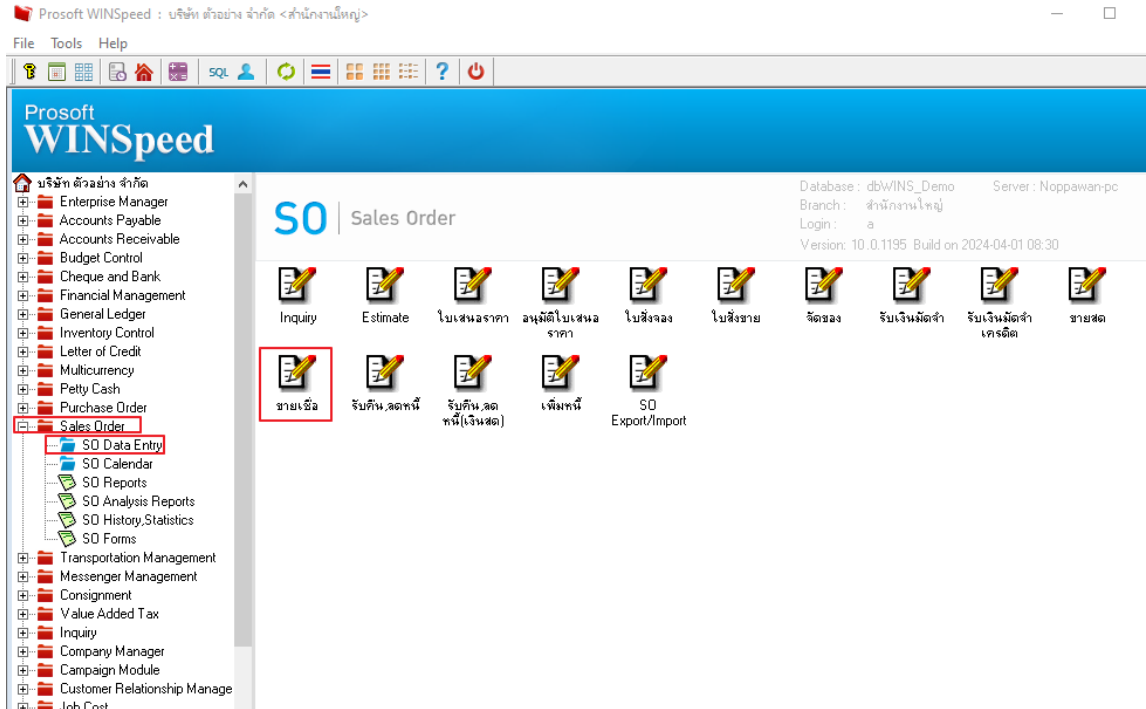 Prosoft WINSpeed : บริษัท ตัวอย่าง จำกัด <สำนักงานใหญ่>
File Tools Help
SQL
?
Prosoft
WINSpeed
บริษัท ตัวอย่าง จำกัด
Enterprise Manager
Accounts Payable
Accounts Receivable
Budget Control
Cheque and Bank
Financial Management
General Ledger
Inventory Control
Letter of Credit
Multicurrency
Petty Cash
Purchase Order
Sales Order
SO Data Entry
SO Calendar
SO Reports
SO Analysis Reports
SO History,Statistics
SO Forms
Transportation Management
Messenger Management
Consignment
Value Added Tax
Inquiry
Company Manager
Campaign Module
Customer Relationship Manage
Job Cost
SO Sales Order
Database : dbWINS_Demo Server : Noppawan-pc
Branch : สำนักงานใหญ่
Login : a
Version: 10.0.1195 Build on 2024-04-01 08:30
Inquiry
Estimate
ใบเสนอราคา
อนุมัติใบเสนอ
ราคา
ใบสั่งจอง
ใบสั่งขาย
จัดของ
รับเงินมัดจำ
รับเงินมัดจำ
เครดิต
ขายสด
ขายเชื่อ
รับคืน,ลดหนี้
รับคืน,ลด
หนี้(เงินสด)
เพิ่มหนี้
SO
Export/Import